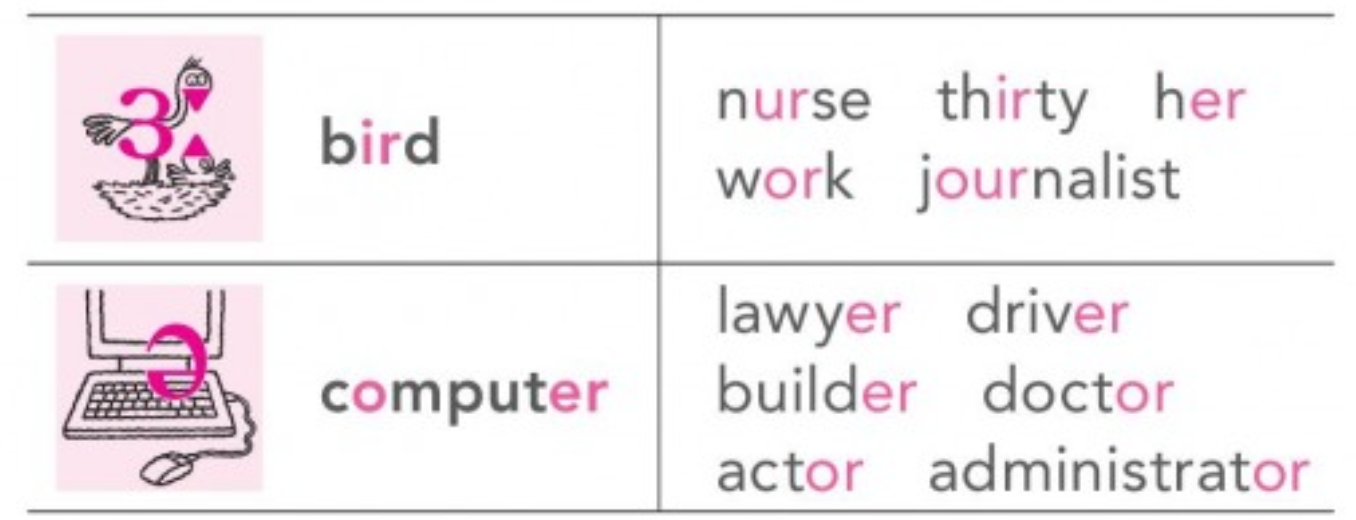 ɜː
bird
nurse thirty her
work journalist
ə
computer
lawyer driver
builder doctor
actor administrator